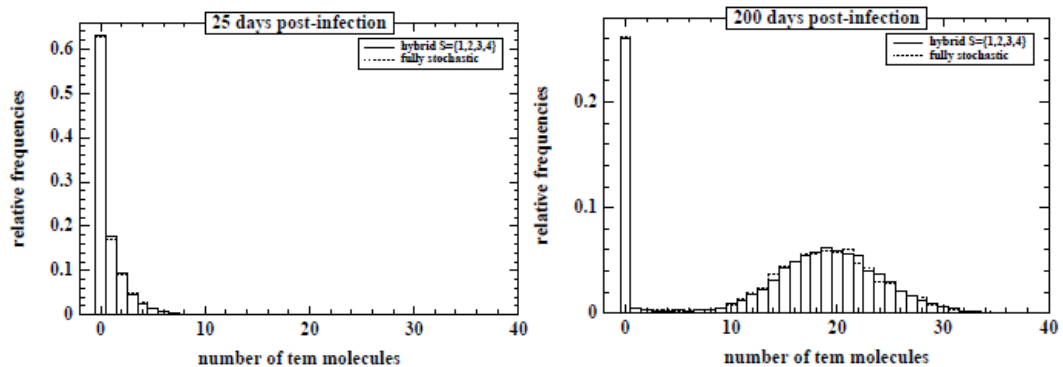 25 days post-infection
hybrid S={1,2,3,4}
fully stochastic
0.6
0.5
0.4
0.3
0.2
0.1
0
relative frequencies
0 10 20 30 40
number of tem molecules
200 days post-infection
hybrid S={1,2,3,4}
fully stochastic
0.2
0.1
0
relative frequencies
0 10 20 30 40
number of tem molecules